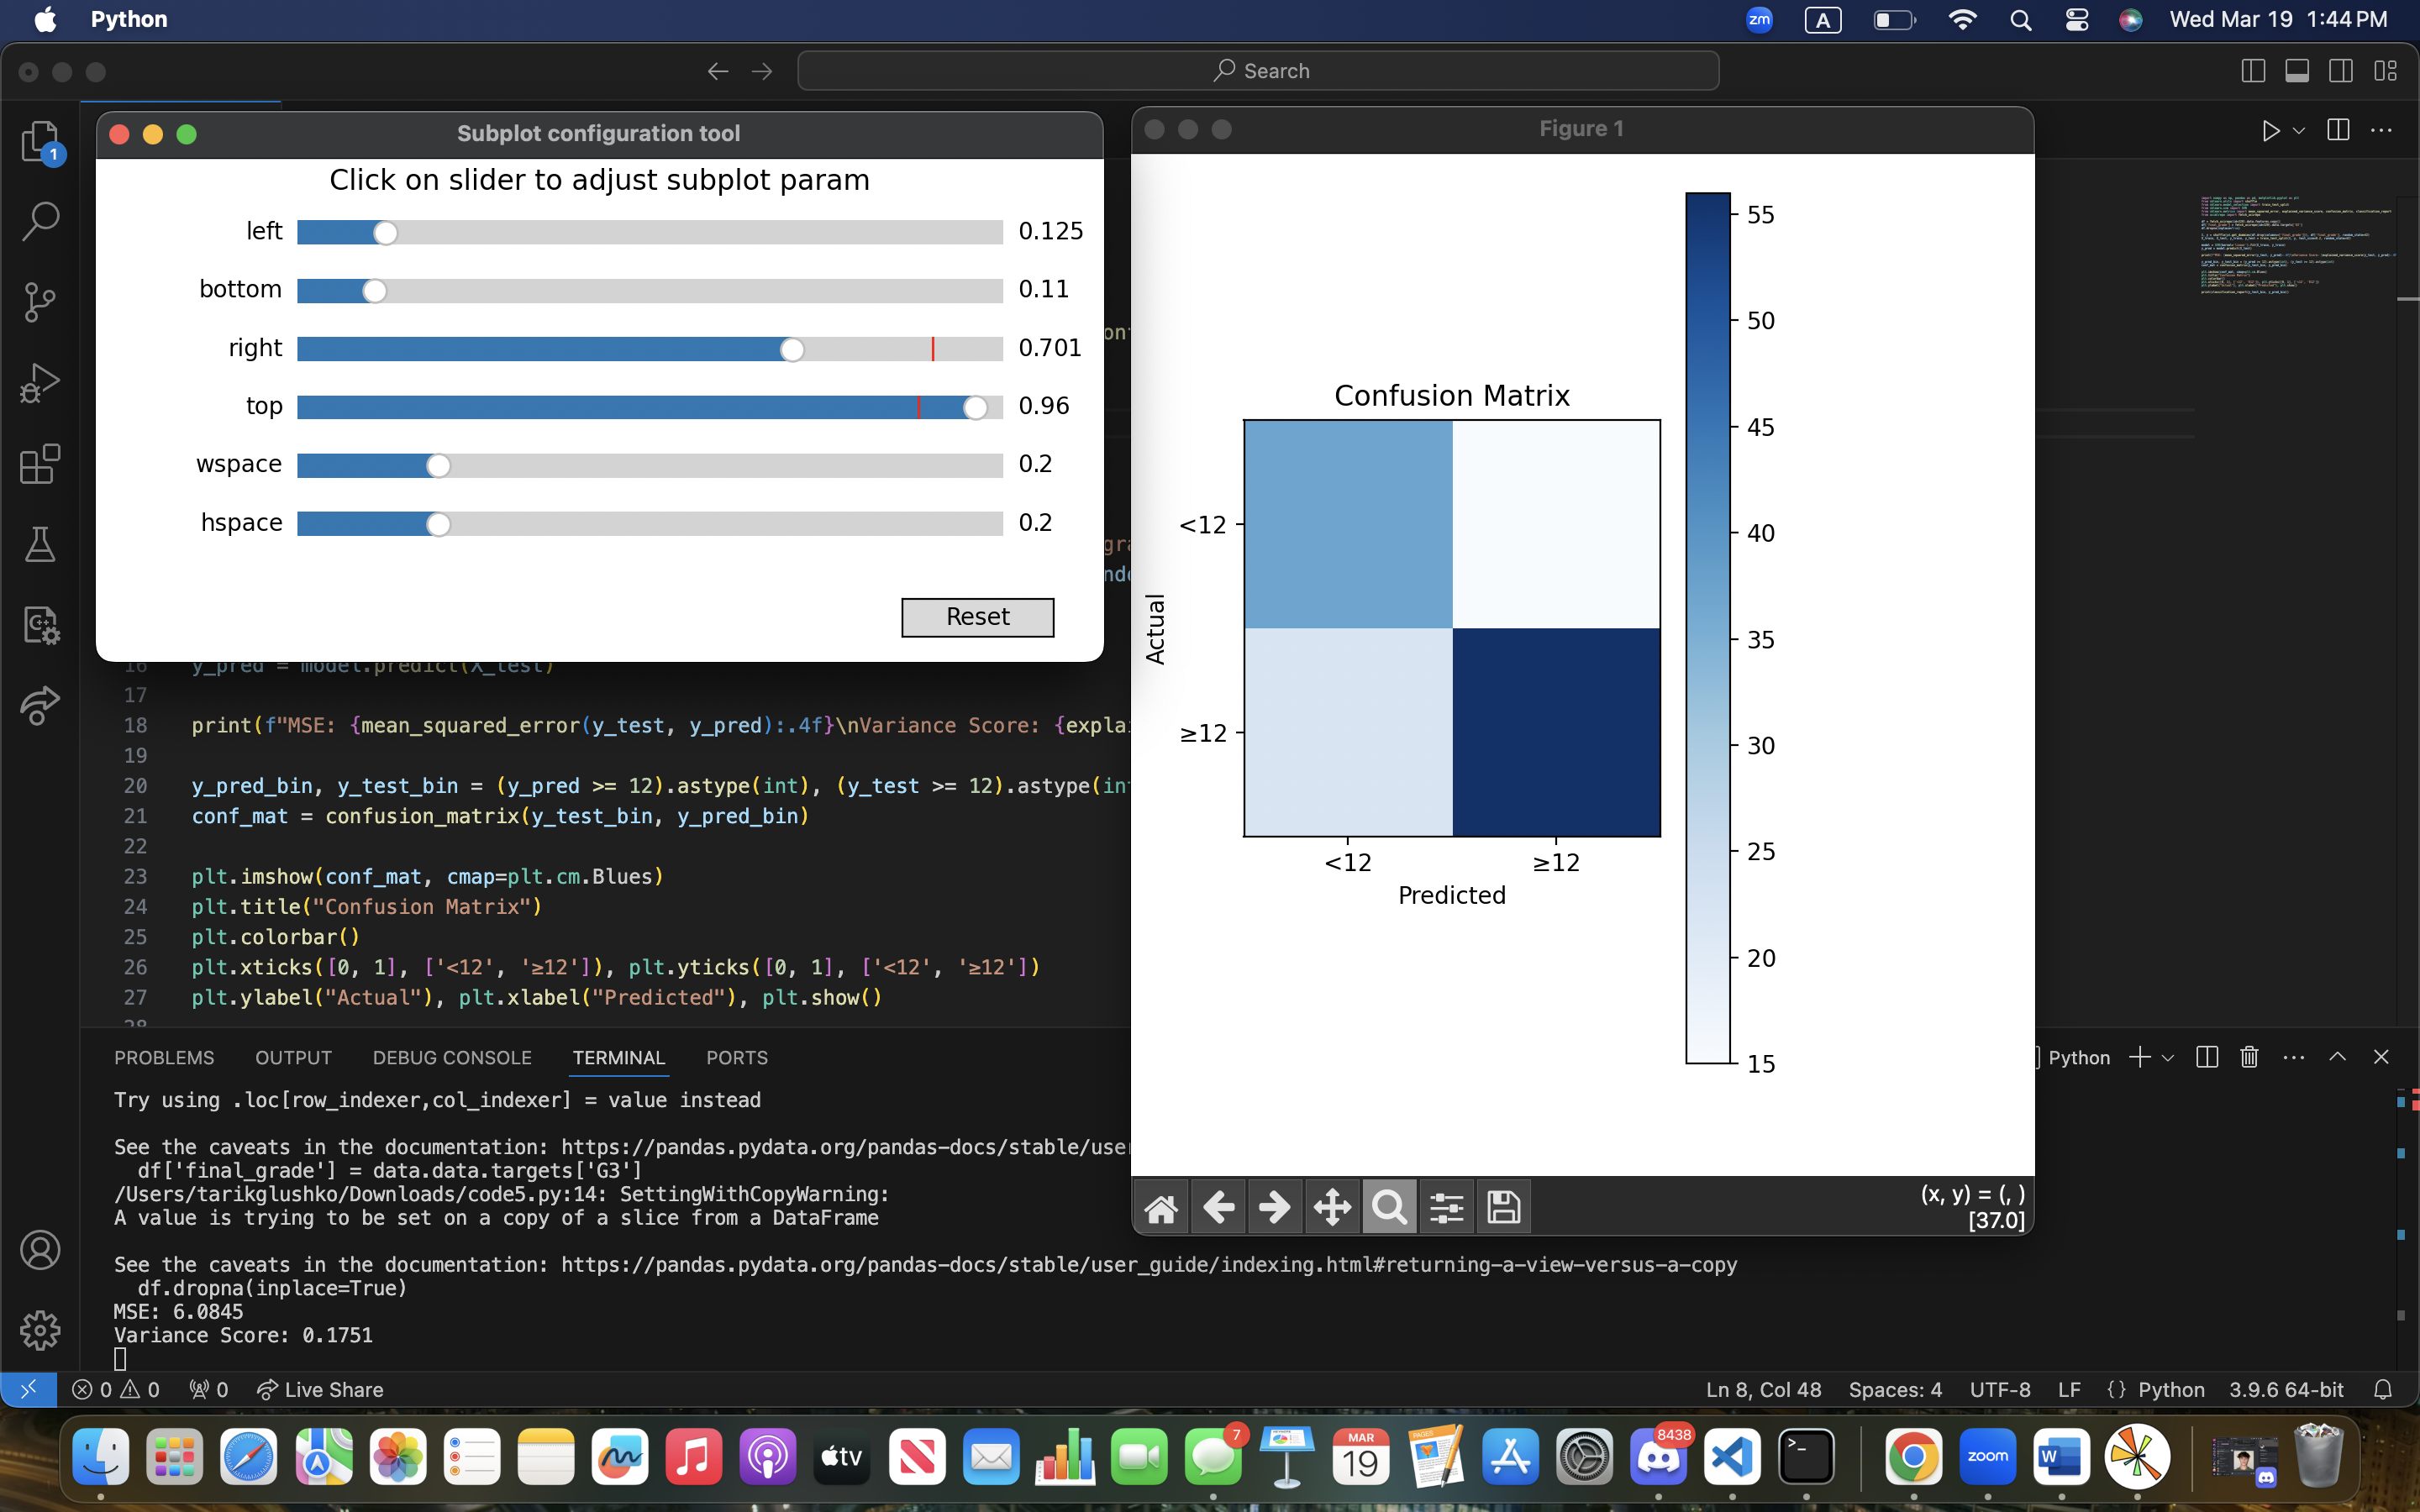 Python
zm
A
Wed Mar 19 1:44 PM
Search
1
Subplot configuration tool
Click on slider to adjust subplot param
left 0.125
bottom 0.11
right 0.701
top 0.96
wspace 0.2
hspace 0.2
Reset
16 y_pred = model.predict(X_test)
17
18 print(f"MSE: {mean_squared_error(y_test, y_pred):.4f}\nVariance Score: {explai
19
20 y_pred_bin, y_test_bin = (y_pred >= 12).astype(int), (y_test >= 12).astype(int
21 conf_mat = confusion_matrix(y_test_bin, y_pred_bin)
22
23 plt.imshow(conf_mat, cmap=plt.cm.Blues)
24 plt.title("Confusion Matrix")
25 plt.colorbar()
26 plt.xticks([0, 1], ['<12', '≥12']), plt.yticks([0, 1], ['<12', '≥12'])
27 plt.ylabel("Actual"), plt.xlabel("Predicted"), plt.show()
28
Figure 1
Confusion Matrix
<12
≥12
Actual
<12 ≥12
Predicted
55
50
45
40
35
30
25
20
15
(x, y) = (, )
[37.0]
PROBLEMS OUTPUT DEBUG CONSOLE TERMINAL PORTS
Python
Try using .loc[row_indexer,col_indexer] = value instead
See the caveats in the documentation: https://pandas.pydata.org/pandas-docs/stable/user
df['final_grade'] = data.data.targets['G3']
/Users/tarikglushko/Downloads/code5.py:14: SettingWithCopyWarning:
A value is trying to be set on a copy of a slice from a DataFrame
See the caveats in the documentation: https://pandas.pydata.org/pandas-docs/stable/user_guide/indexing.html#returning-a-view-versus-a-copy
df.dropna(inplace=True)
MSE: 6.0845
Variance Score: 0.1751
0 0 0 Live Share
Ln 8, Col 48 Spaces: 4 UTF-8 LF {} Python 3.9.6 64-bit
tv
7
MAR
19
8438
zoom
W